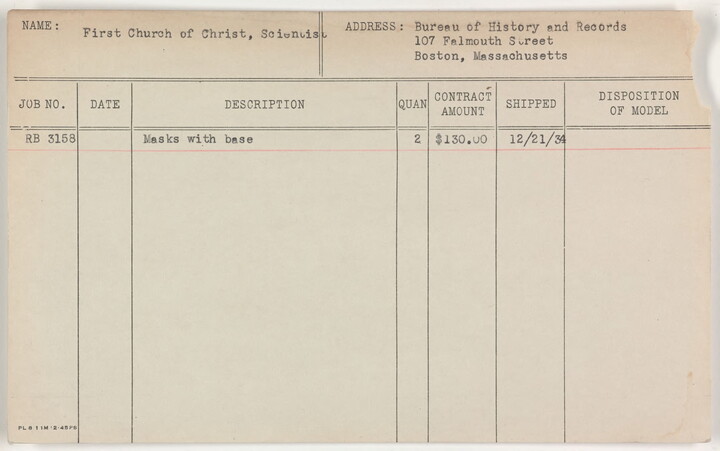 NAME: First Church of Christ, Scientist
ADDRESS: Bureau of History and Records
107 Falmouth Street
Boston, Massachusetts
JOB NO. DATE DESCRIPTION QUAN CONTRACT AMOUNT SHIPPED DISPOSITION OF MODEL
RB 3158 Masks with base 2 $130.00 12/21/34